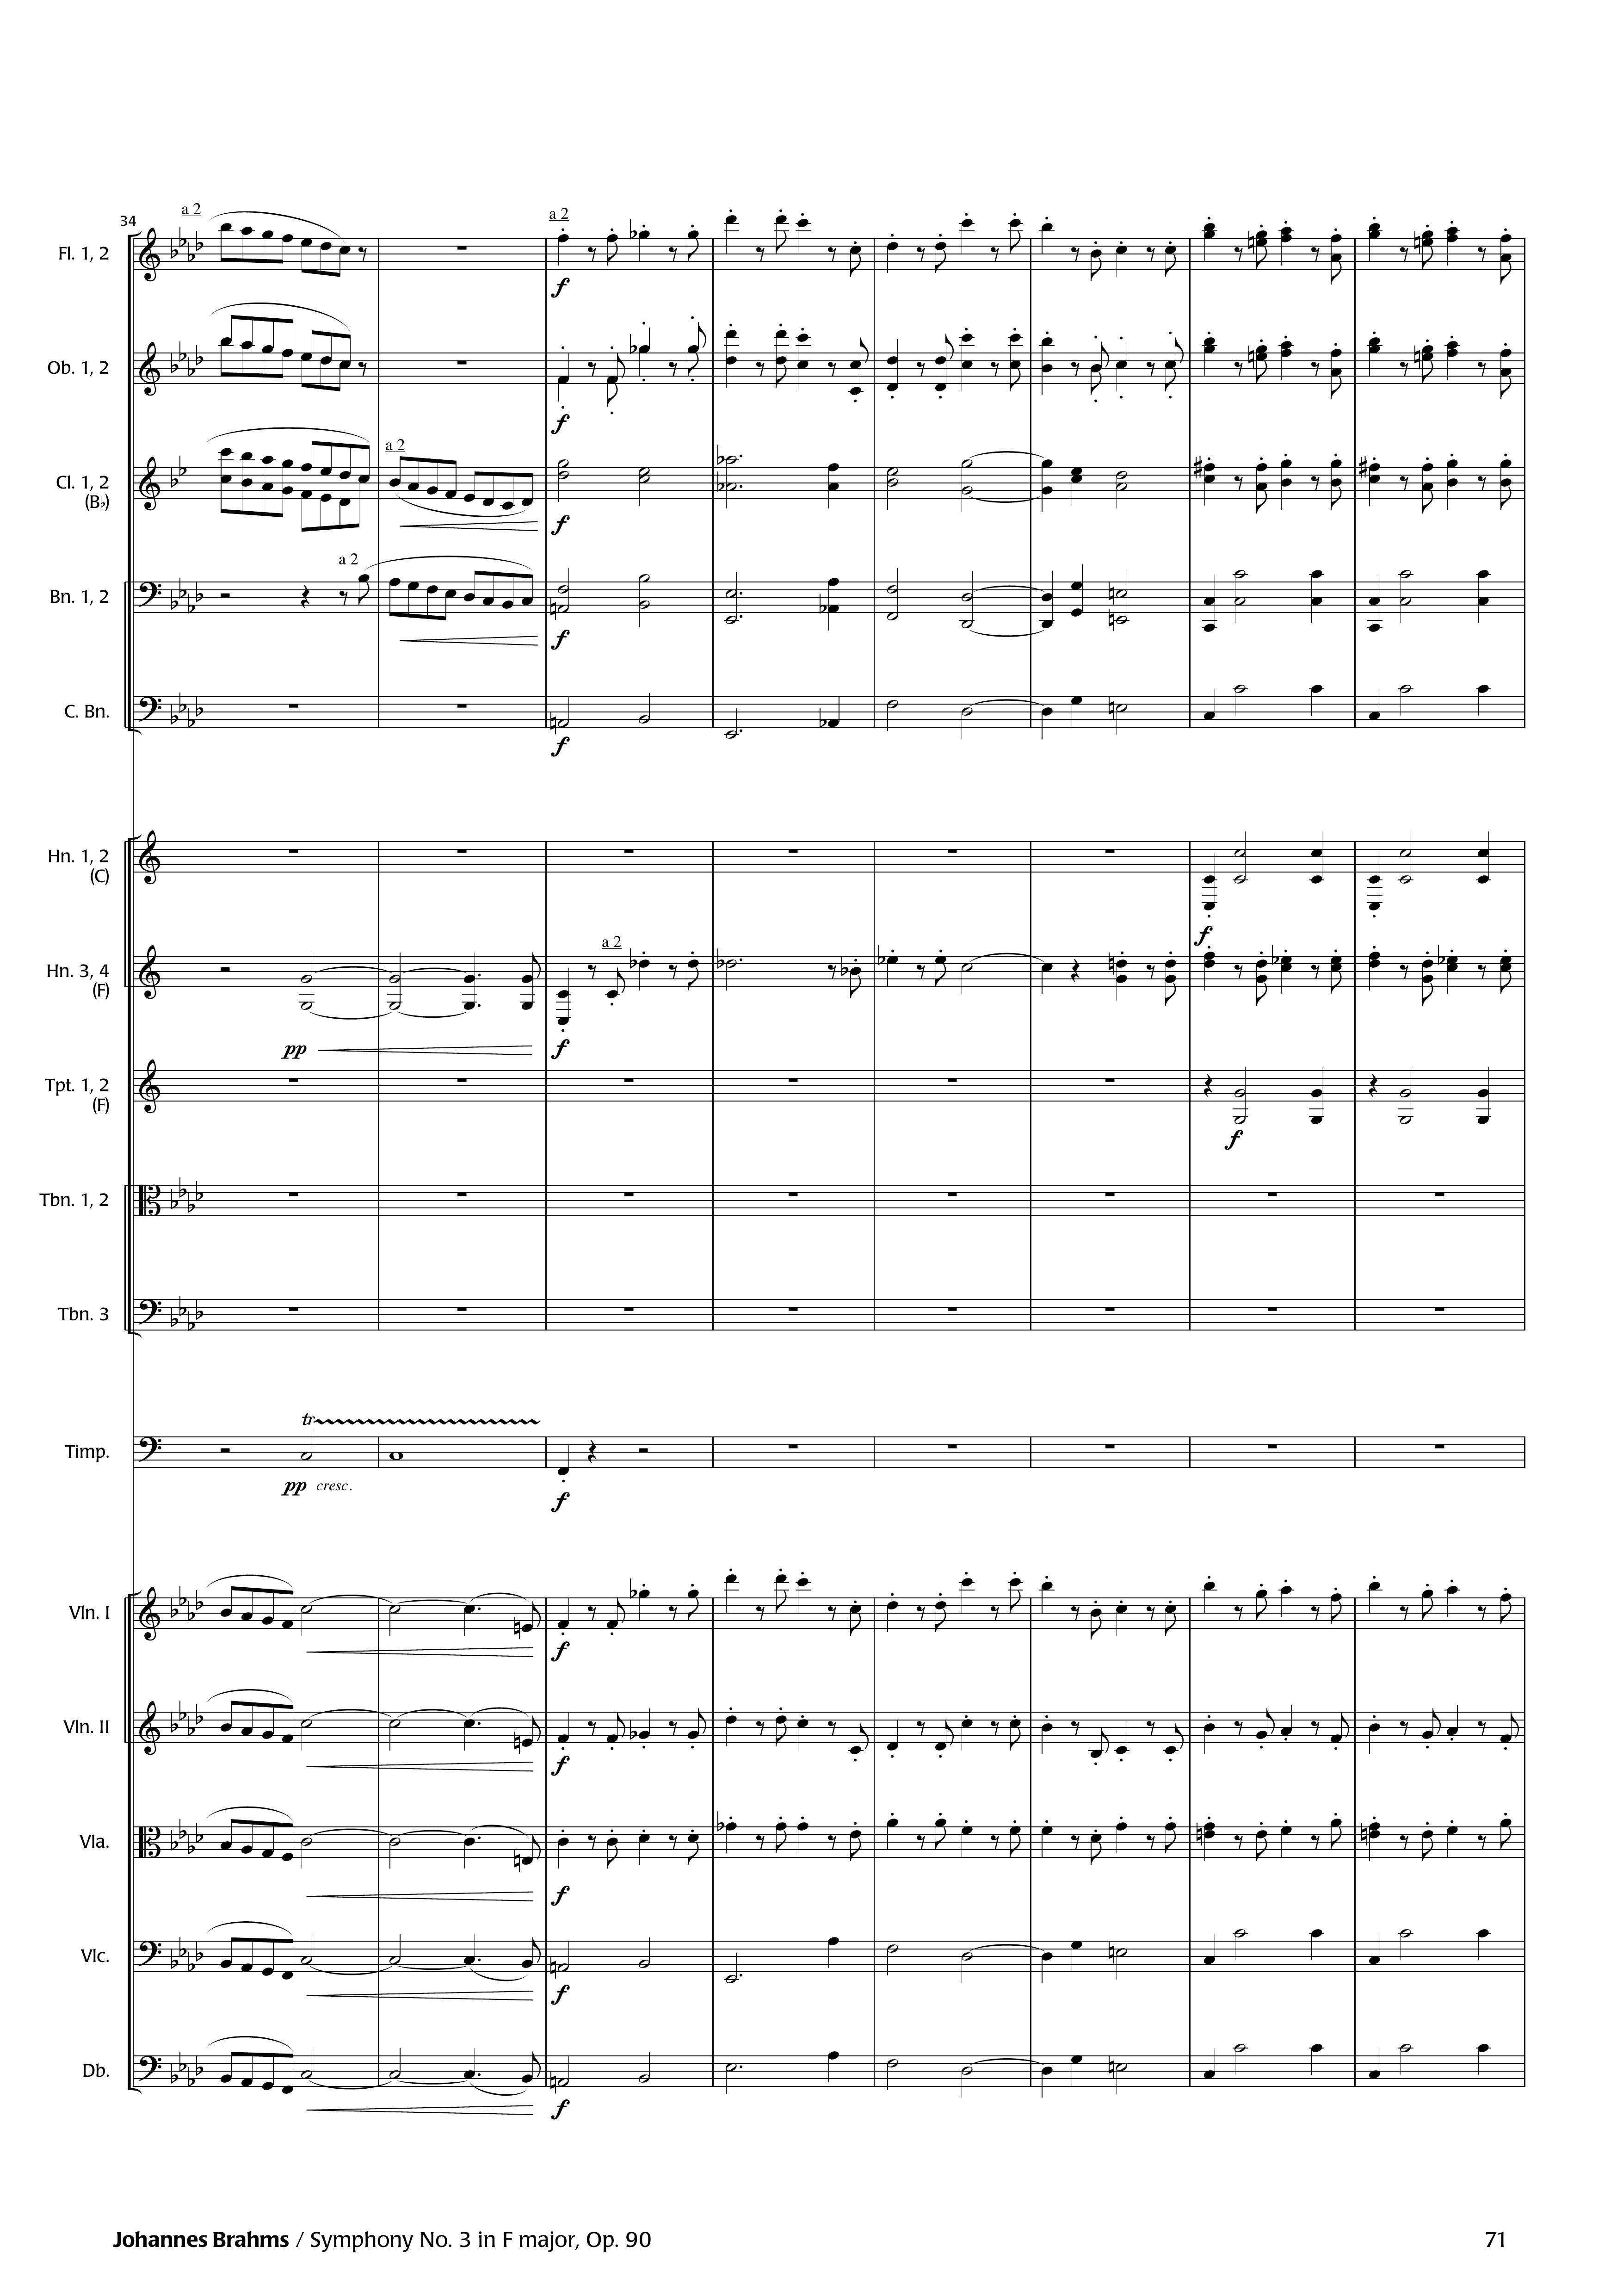 a 2
34
Fl. 1, 2
a 2
f
Ob. 1, 2
f
Cl. 1, 2
(B♭)
a 2
f
Bn. 1, 2
a 2
f
C. Bn.
f
Hn. 1, 2
(C)
f
Hn. 3, 4
(F)
a 2
pp
f
Tpt. 1, 2
(F)
f
Tbn. 1, 2
Tbn. 3
tr
Timp.
pp cresc.
f
Vln. I
f
Vln. II
f
Vla.
f
Vlc.
f
Db.
f
Johannes Brahms / Symphony No. 3 in F major, Op. 90
71